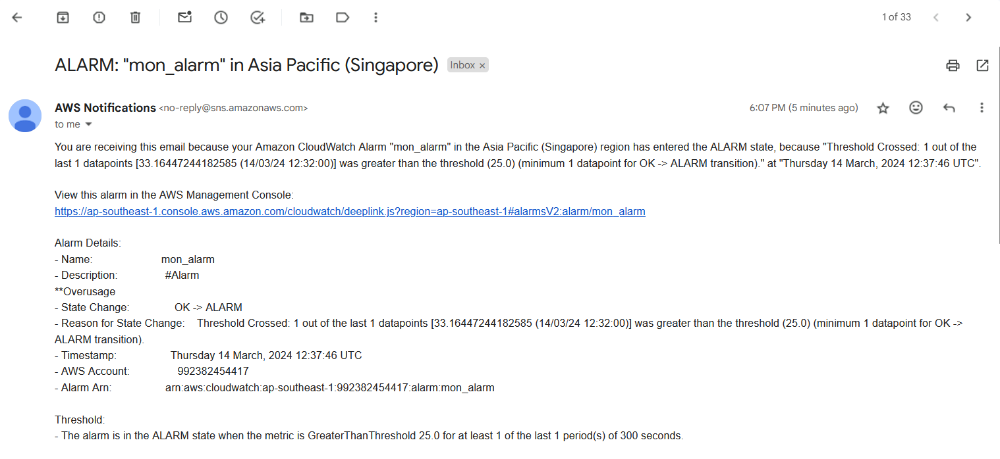 1 of 33
ALARM: "mon_alarm" in Asia Pacific (Singapore) Inbox ×
AWS Notifications <no-reply@sns.amazonaws.com> 6:07 PM (5 minutes ago)
to me
You are receiving this email because your Amazon CloudWatch Alarm "mon_alarm" in the Asia Pacific (Singapore) region has entered the ALARM state, because "Threshold Crossed: 1 out of the
last 1 datapoints [33.16447244182585 (14/03/24 12:32:00)] was greater than the threshold (25.0) (minimum 1 datapoint for OK -> ALARM transition)." at "Thursday 14 March, 2024 12:37:46 UTC".
View this alarm in the AWS Management Console:
https://ap-southeast-1.console.aws.amazon.com/cloudwatch/deeplink.js?region=ap-southeast-1#alarmsV2:alarm/mon_alarm
Alarm Details:
- Name: mon_alarm
- Description: #Alarm
**Overusage
- State Change: OK -> ALARM
- Reason for State Change: Threshold Crossed: 1 out of the last 1 datapoints [33.16447244182585 (14/03/24 12:32:00)] was greater than the threshold (25.0) (minimum 1 datapoint for OK ->
ALARM transition).
- Timestamp: Thursday 14 March, 2024 12:37:46 UTC
- AWS Account: 992382454417
- Alarm Arn: arn:aws:cloudwatch:ap-southeast-1:992382454417:alarm:mon_alarm
Threshold:
- The alarm is in the ALARM state when the metric is GreaterThanThreshold 25.0 for at least 1 of the last 1 period(s) of 300 seconds.